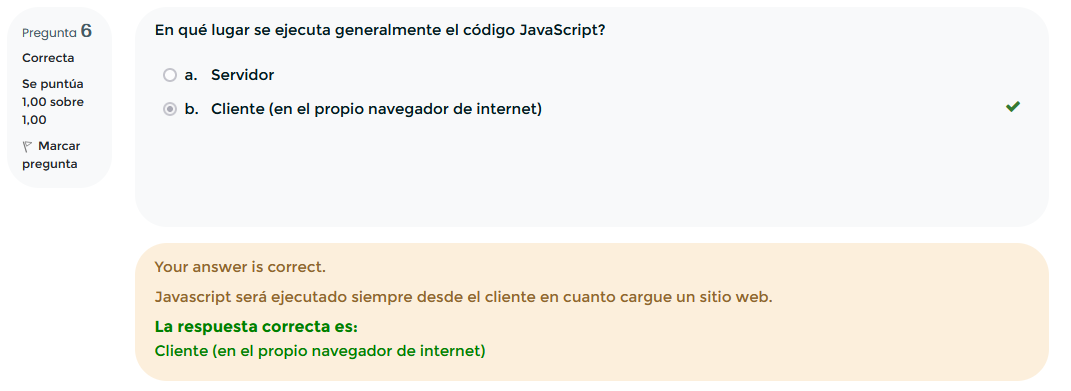 Pregunta 6
Correcta
Se puntúa
1,00 sobre
1,00
Marcar
pregunta
En qué lugar se ejecuta generalmente el código JavaScript?
a. Servidor
b. Cliente (en el propio navegador de internet)
Your answer is correct.
Javascript será ejecutado siempre desde el cliente en cuanto cargue un sitio web.
La respuesta correcta es:
Cliente (en el propio navegador de internet)